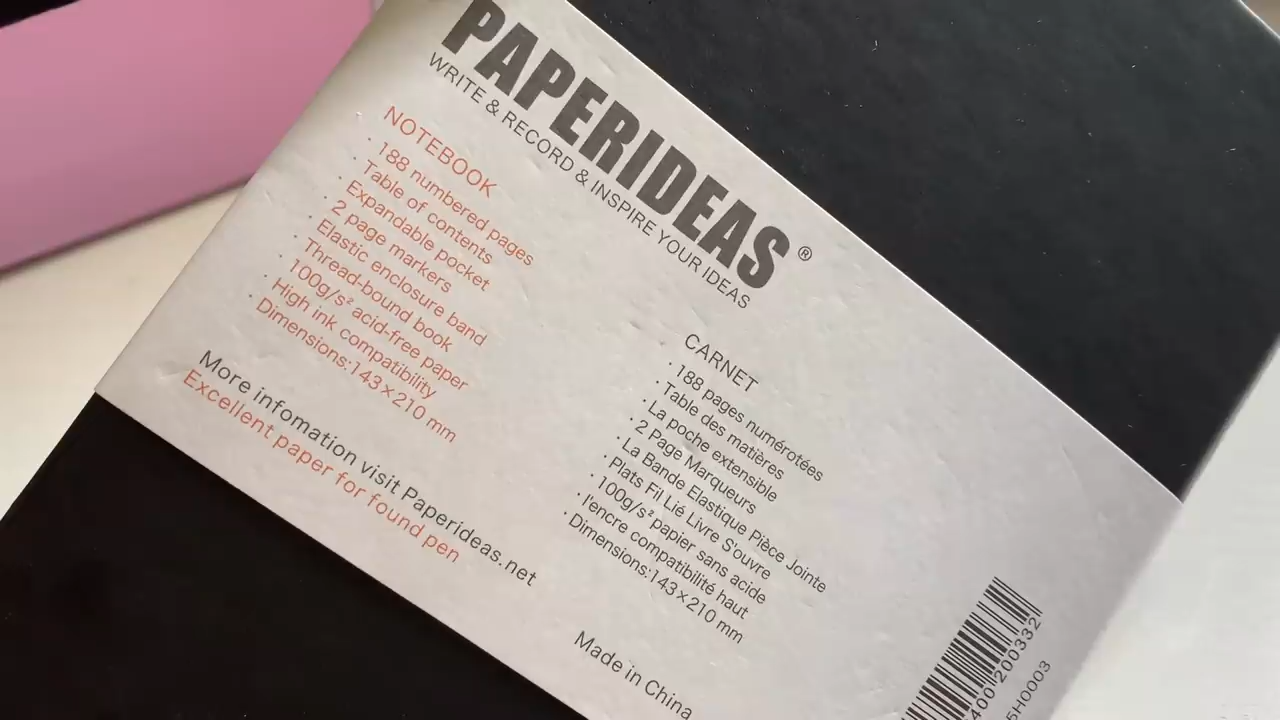 PAPERIDEAS®
WRITE & RECORD & INSPIRE YOUR IDEAS
NOTEBOOK
· 188 numbered pages
· Table of contents
· Expandable pocket
· 2 page markers
· Elastic enclosure band
· Thread-bound book
· 100g/s² acid-free paper
· High ink compatibility
· Dimensions:143×210 mm
More infomation visit Paperideas.net
Excellent paper for found pen
CARNET
· 188 pages numérotées
· Table des matières
· La poche extensible
· 2 Page Marqueurs
· La Bande Elastique Pièce Jointe
· Plats Fil Lié Livre S'ouvre
· 100g/s² papier sans acide
· l'encre compatibilité haut
· Dimensions:143×210 mm
Made in China
400200332
5H0003